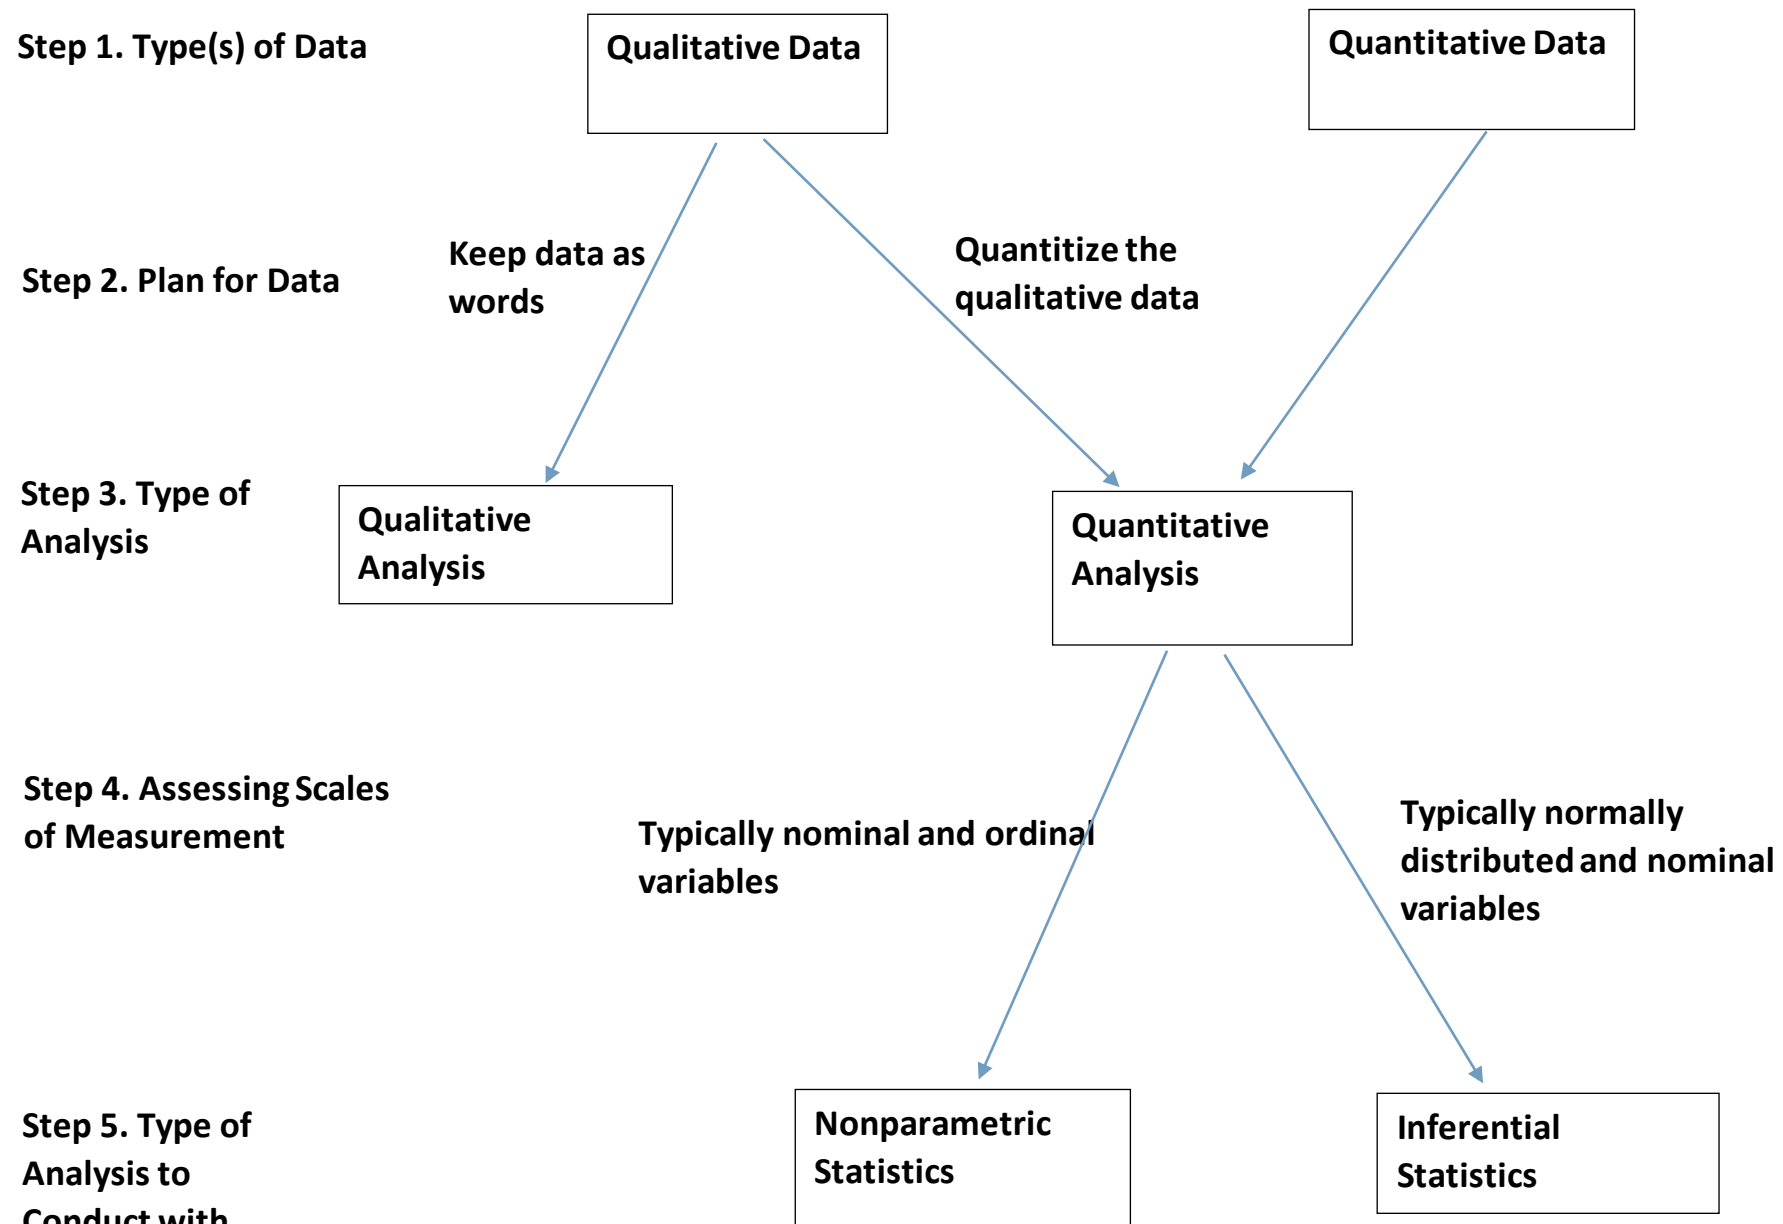 Step 1. Type(s) of Data
Qualitative Data
Quantitative Data
Step 2. Plan for Data
Keep data as
words
Quantitize the
qualitative data
Step 3. Type of
Analysis
Qualitative
Analysis
Quantitative
Analysis
Step 4. Assessing Scales
of Measurement
Typically nominal and ordinal
variables
Typically normally
distributed and nominal
variables
Step 5. Type of
Analysis to
Conduct with
Nonparametric
Statistics
Inferential
Statistics